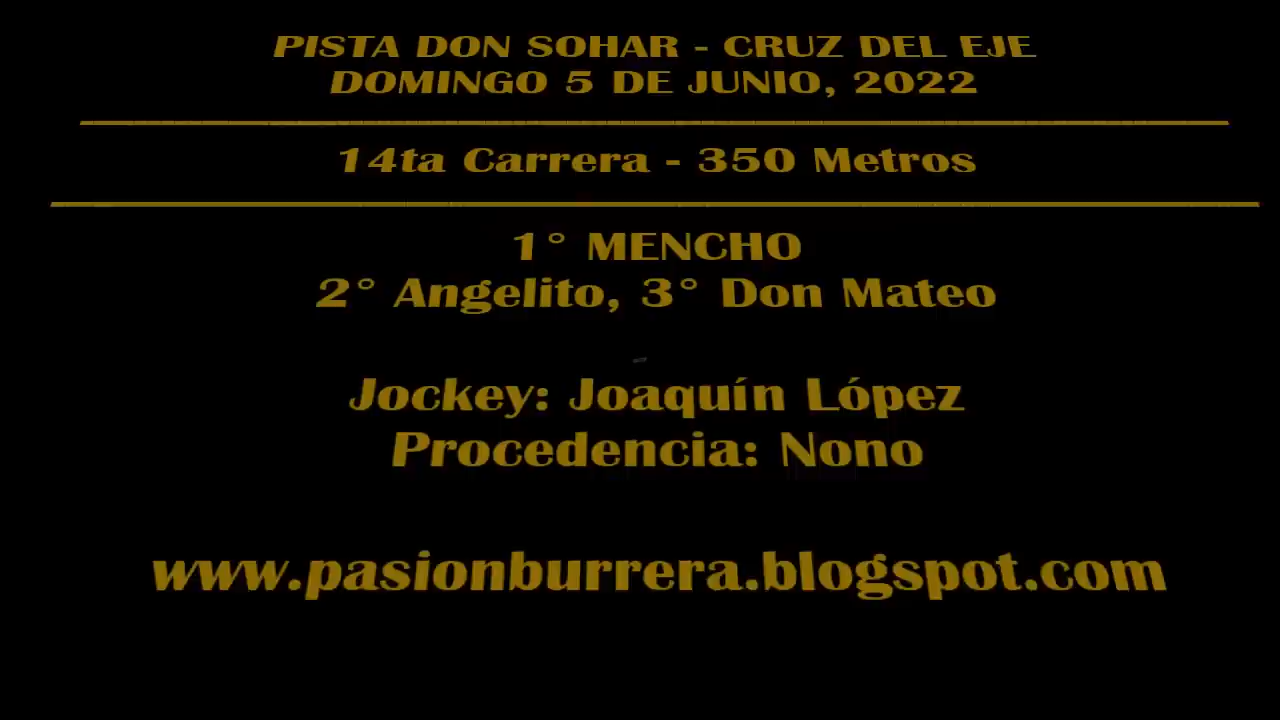 PISTA DON SOHAR - CRUZ DEL EJE
DOMINGO 5 DE JUNIO, 2022
14ta Carrera - 350 Metros
1° MENCHO
2° Angelito, 3° Don Mateo
-
Jockey: Joaquín López
Procedencia: Nono
www.pasionburrera.blogspot.com